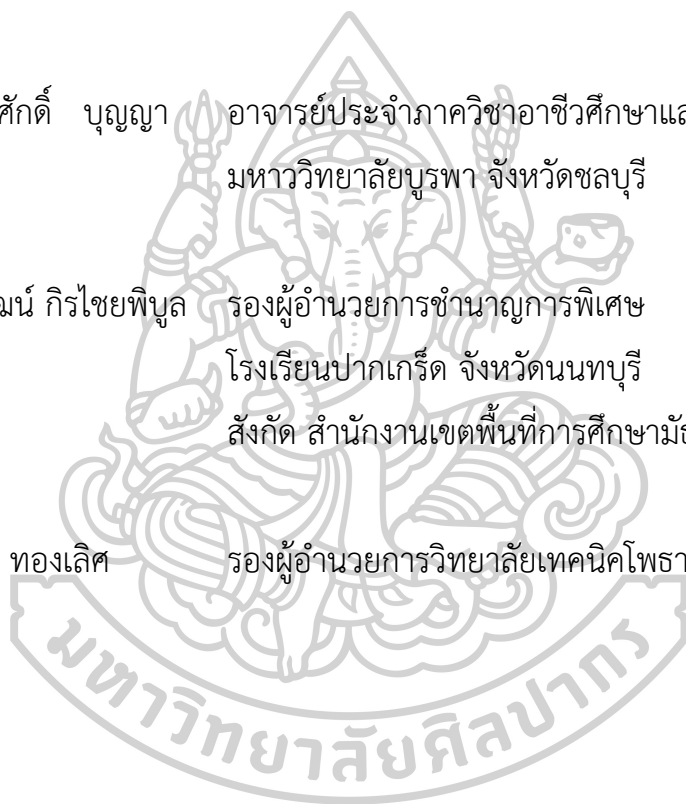 ศักดิ์ บุญญา อาจารย์ประจำภาควิชาอาชีวศึกษาแล
มหาววิทยาลัยบูรพา จังหวัดชลบุรี
ฒน์ กิรไชยพิบูล รองผู้อำนวยการชำนาญการพิเศษ
โรงเรียนปากเกร็ด จังหวัดนนทบุรี
สังกัด สำนักงานเขตพื้นที่การศึกษามัธ
ทองเลิศ รองผู้อำนวยการวิทยาลัยเทคนิคโพธา
มหาวิทยาลัยศิลปากร